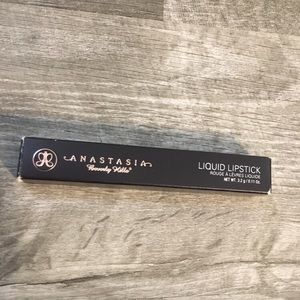 ANASTASIA
Beverly Hills®
LIQUID LIPSTICK
ROUGE À LÈVRES LIQUIDE
NET WT. 3.2 g / 0.11 Oz.